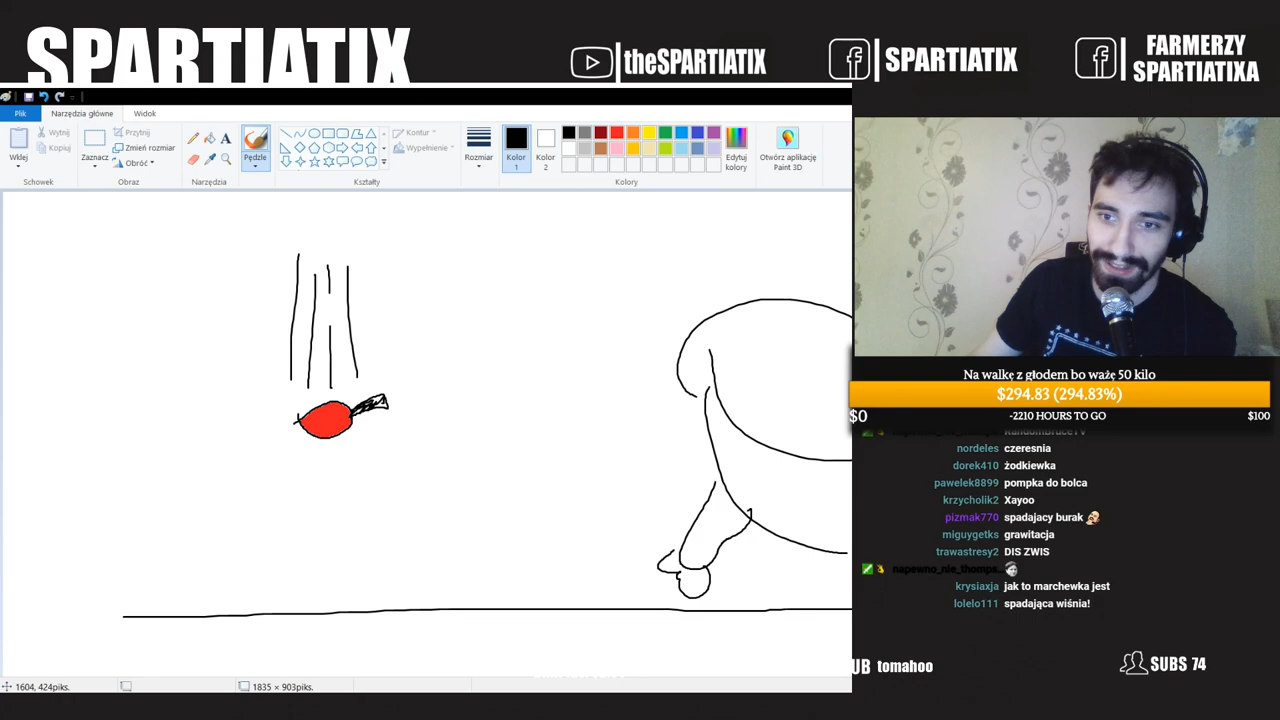 SPARTIATIX
theSPARTIATIX
SPARTIATIX
FARMERZY
SPARTIATIXA
Plik
Narzędzia główne
Widok
Wklej
Wytnij
Kopiuj
Schowek
Zaznacz
Przytnij
Zmień rozmiar
Obróć
Obraz
A
Narzędzia
Pędzle
Kształty
Kontur
Wypełnienie
Rozmiar
Kolor
1
Kolor
2
Edytuj
kolory
Kolory
Otwórz aplikację
Paint 3D
Na walkę z głodem bo ważę 50 kilo
$294.83 (294.83%)
$0
-2210 HOURS TO GO
$100
nordeles czeresnia
dorek410 żodkiewka
pawelek8899 pompka do bolca
krzycholik2 Xayoo
pizmak770 spadajacy burak
miguygetks grawitacja
trawastresy2 DIS ZWIS
napewno_nie_thomps...
krysiaxja jak to marchewka jest
lolelo111 spadająca wiśnia!
UB tomahoo
SUBS 74
1604, 424piks.
1835 × 903piks.